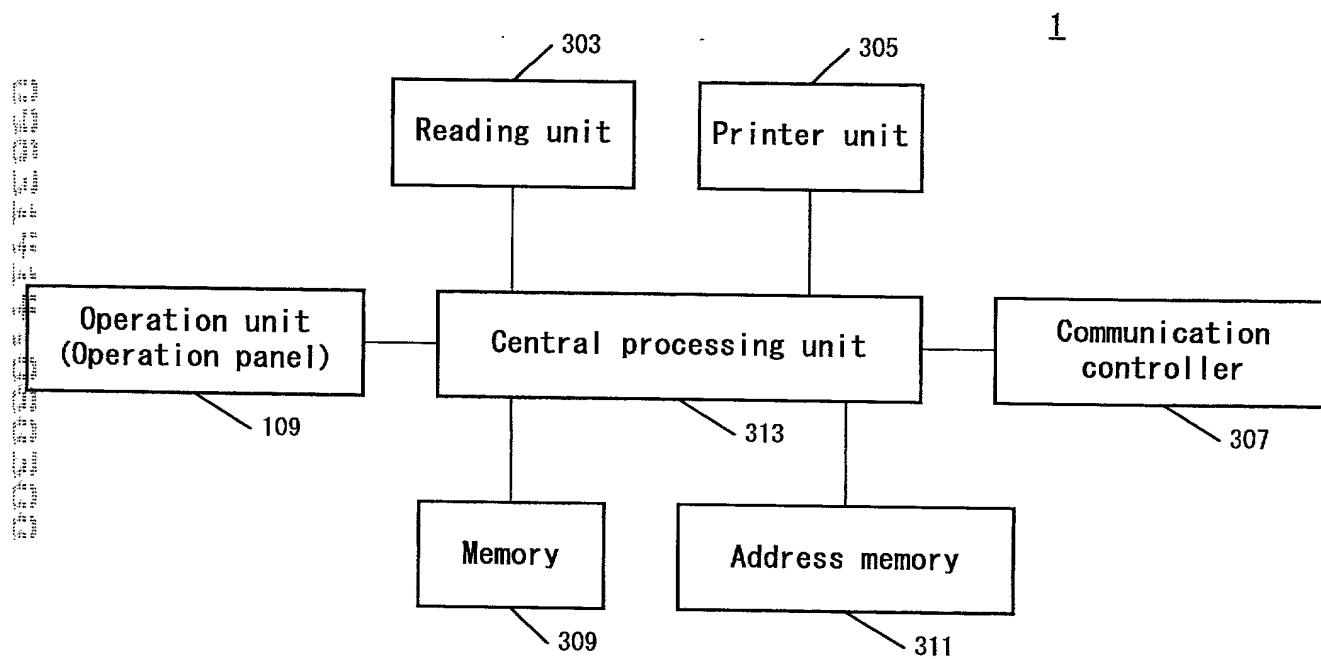 1
303
305
Reading unit
Printer unit
Operation unit
(Operation panel)
Central processing unit
Communication
controller
109
313
307
Memory
Address memory
309
311